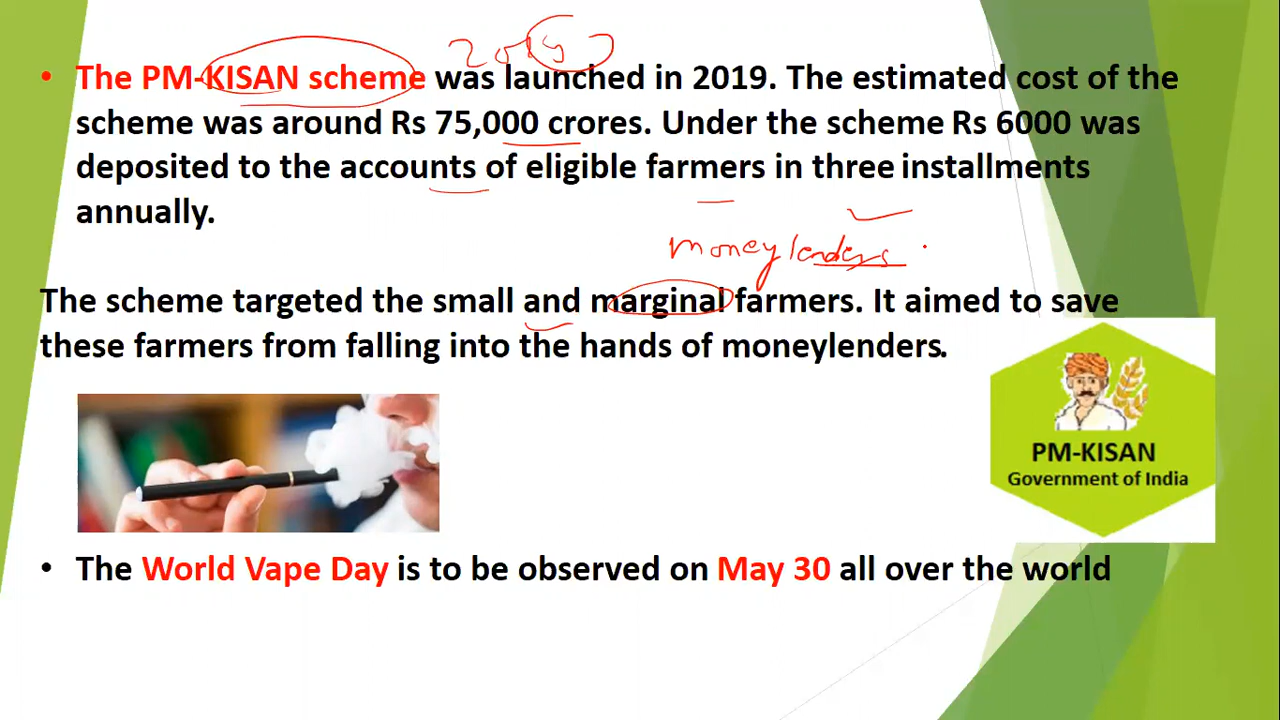 2019
• The PM-KISAN scheme was launched in 2019. The estimated cost of the
scheme was around Rs 75,000 crores. Under the scheme Rs 6000 was
deposited to the accounts of eligible farmers in three installments
annually.
moneylenders
The scheme targeted the small and marginal farmers. It aimed to save
these farmers from falling into the hands of moneylenders.
PM-KISAN
Government of India
• The World Vape Day is to be observed on May 30 all over the world